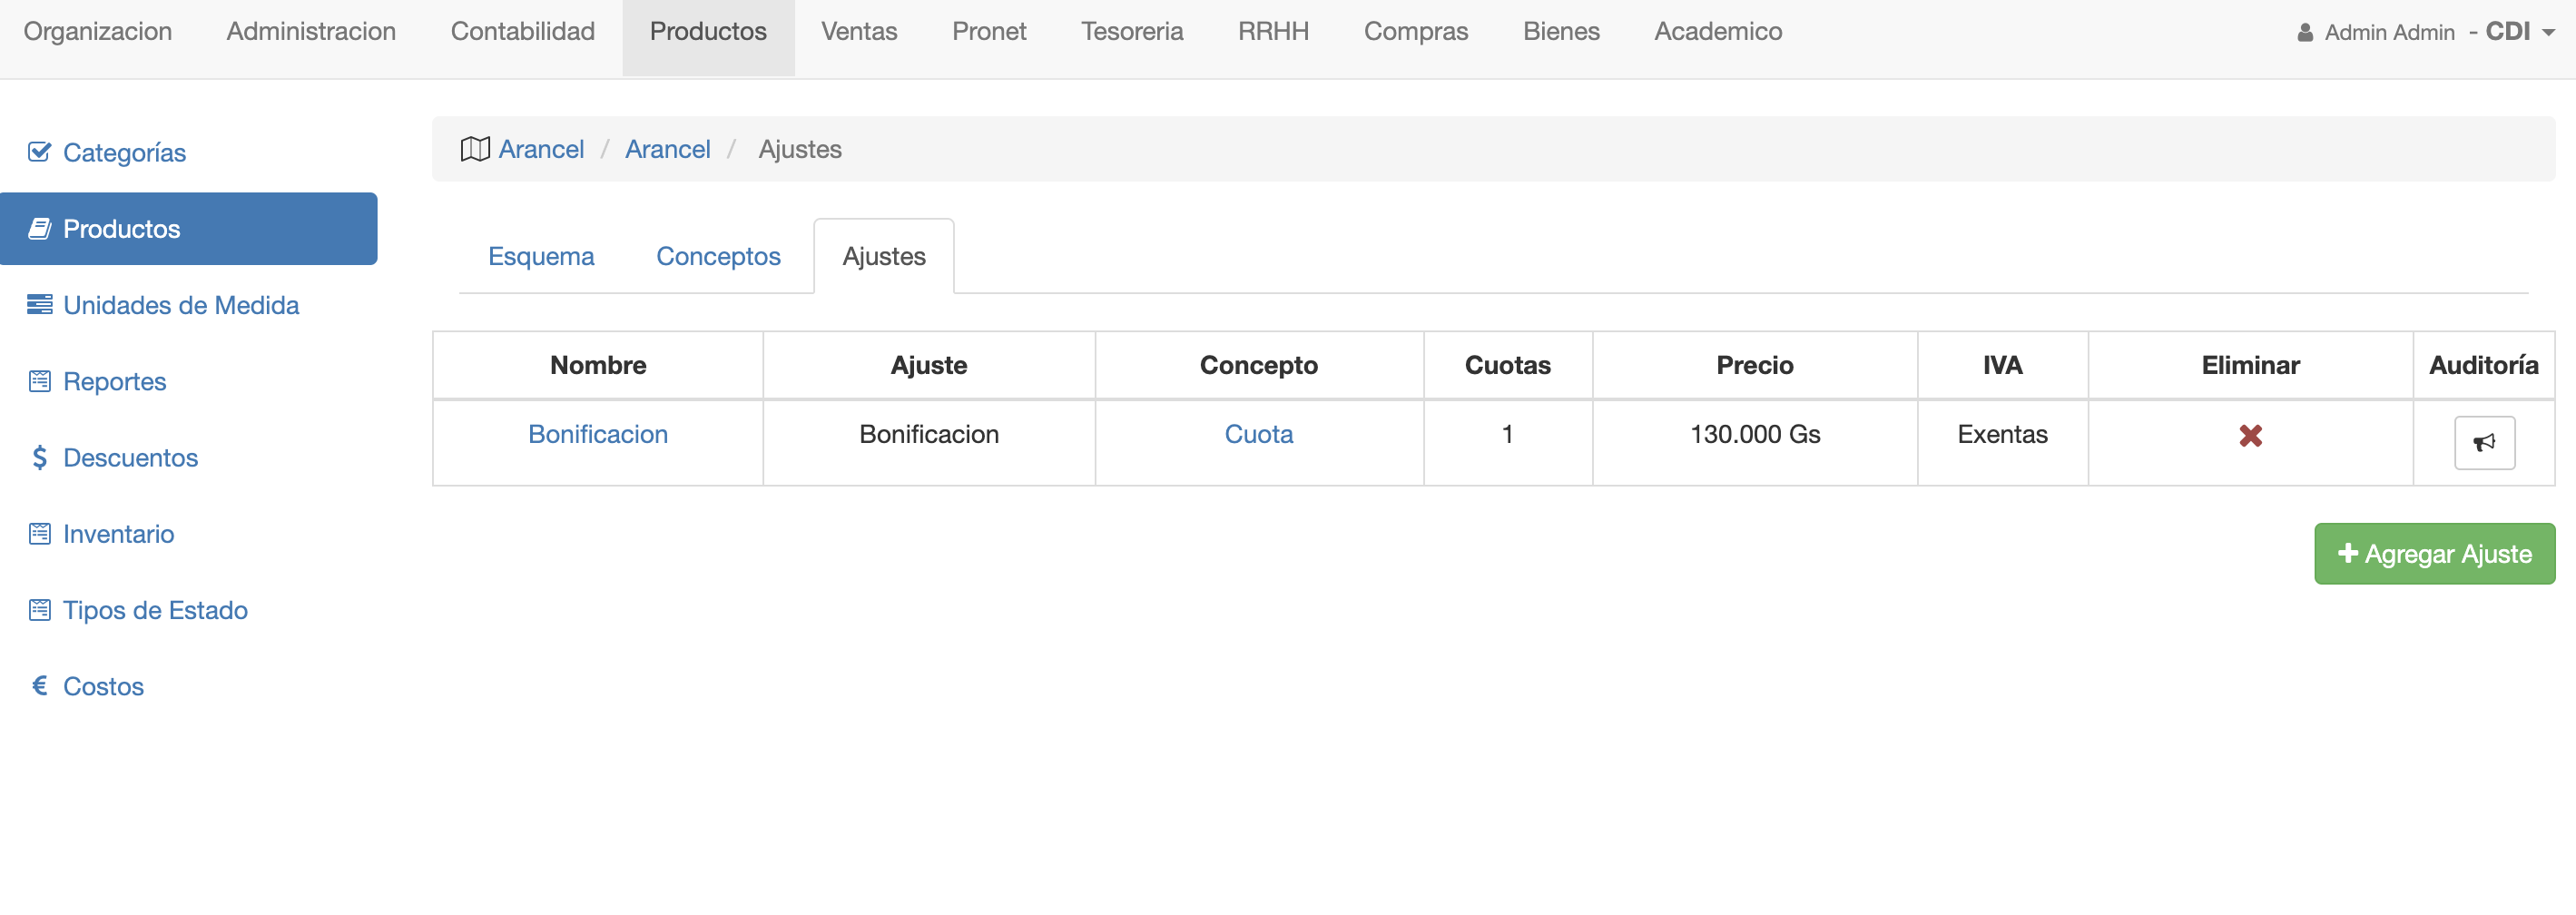 Organizacion Administracion Contabilidad Productos Ventas Pronet Tesoreria RRHH Compras Bienes Academico Admin Admin - CDI
Categorías
Productos
Unidades de Medida
Reportes
Descuentos
Inventario
Tipos de Estado
Costos
Arancel / Arancel / Ajustes
Esquema Conceptos Ajustes
Nombre Ajuste Concepto Cuotas Precio IVA Eliminar Auditoría
Bonificacion Bonificacion Cuota 1 130.000 Gs Exentas
Agregar Ajuste